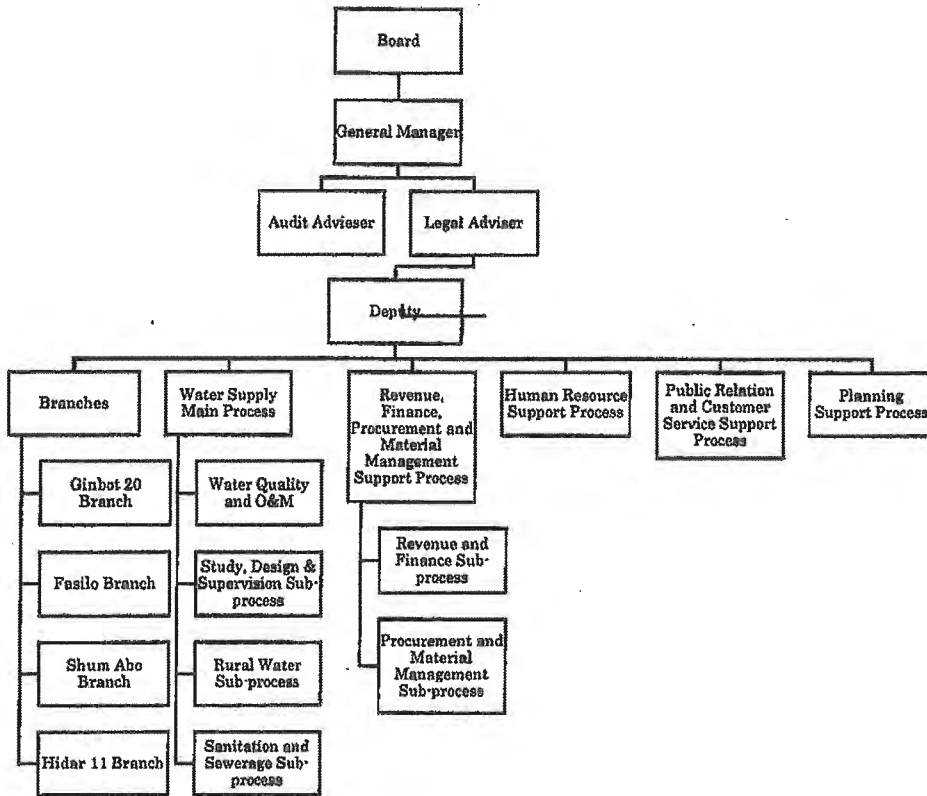 Board
General Manager
Audit Advieser
Legal Adviser
Deputy
Branches
Water Supply
Main Process
Revenue,
Finance,
Procurement and
Material
Management
Support Process
Human Resource
Support Process
Public Relation
and Customer
Service Support
Process
Planning
Support Process
Ginbot 20
Branch
Fasilo Branch
Shum Abo
Branch
Hidar 11 Branch
Water Quality
and O&M
Study, Design &
Supervision Sub-
process
Rural Water
Sub-process
Sanitation and
Sewerage Sub-
process
Revenue and
Finance Sub-
process
Procurement and
Material
Management
Sub-process